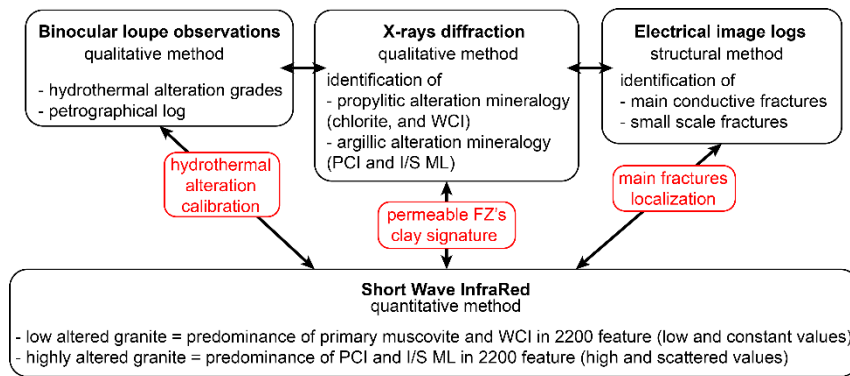 Binocular loupe observations
qualitative method
- hydrothermal alteration grades
- petrographical log
X-rays diffraction
qualitative method
identification of
- propylitic alteration mineralogy
(chlorite, and WCI)
- argillic alteration mineralogy
(PCI and I/S ML)
Electrical image logs
structural method
identification of
- main conductive fractures
- small scale fractures
hydrothermal
alteration
calibration
permeable FZ's
clay signature
main fractures
localization
Short Wave InfraRed
quantitative method
- low altered granite = predominance of primary muscovite and WCI in 2200 feature (low and constant values)
- highly altered granite = predominance of PCI and I/S ML in 2200 feature (high and scattered values)